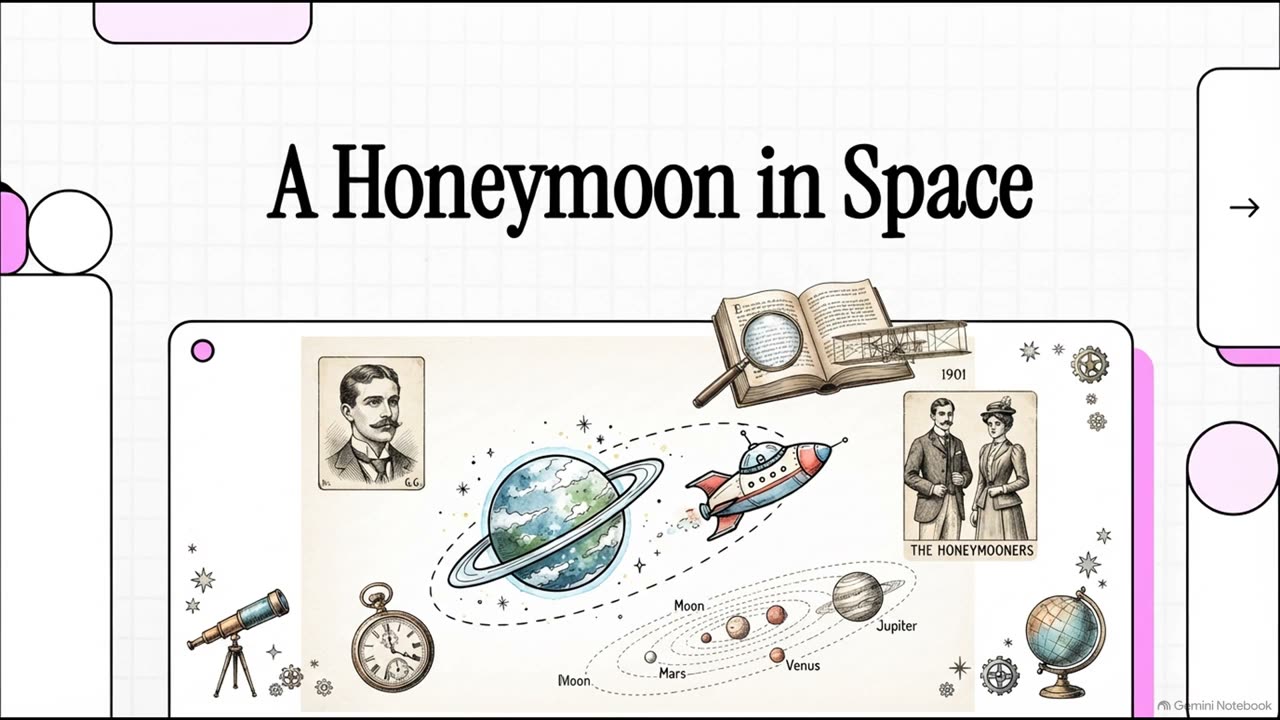 A Honeymoon in Space
1901
G.G.
THE HONEYMOONERS
Moon
Jupiter
Venus
Mars
Moon
Gemini Notebook